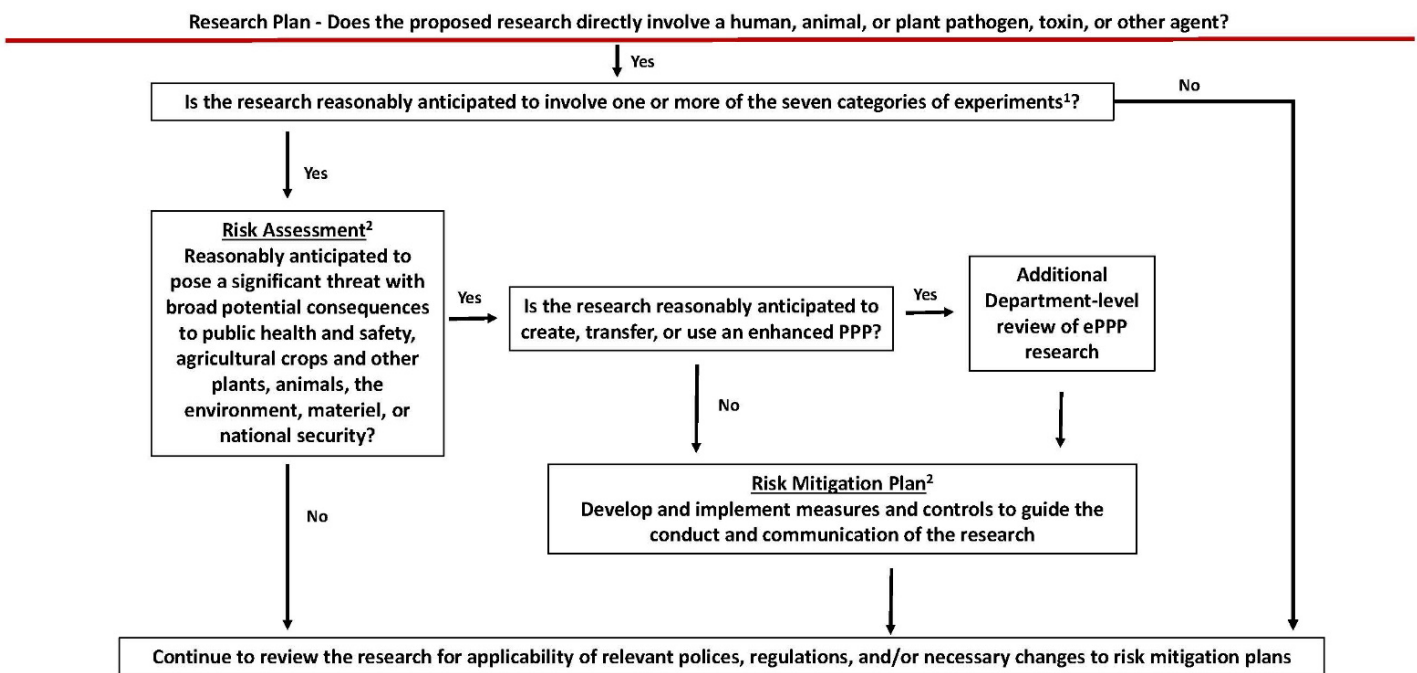 Research Plan - Does the proposed research directly involve a human, animal, or plant pathogen, toxin, or other agent?
Yes
Is the research reasonably anticipated to involve one or more of the seven categories of experiments¹?
No
Yes
Risk Assessment²
Reasonably anticipated to
pose a significant threat with
broad potential consequences
to public health and safety,
agricultural crops and other
plants, animals, the
environment, materiel, or
national security?
Yes
Is the research reasonably anticipated to
create, transfer, or use an enhanced PPP?
Yes
Additional
Department-level
review of ePPP
research
No
No
Risk Mitigation Plan²
Develop and implement measures and controls to guide the
conduct and communication of the research
Continue to review the research for applicability of relevant polices, regulations, and/or necessary changes to risk mitigation plans